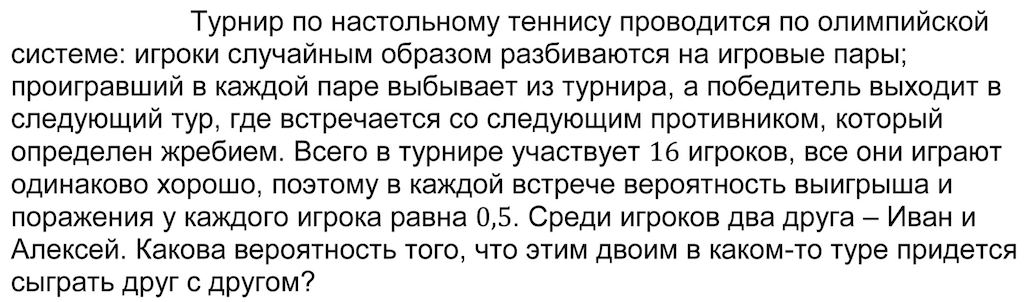 Турнир по настольному теннису проводится по олимпийской
системе: игроки случайным образом разбиваются на игровые пары;
проигравший в каждой паре выбывает из турнира, а победитель выходит в
следующий тур, где встречается со следующим противником, который
определен жребием. Всего в турнире участвует 16 игроков, все они играют
одинаково хорошо, поэтому в каждой встрече вероятность выигрыша и
поражения у каждого игрока равна 0,5. Среди игроков два друга – Иван и
Алексей. Какова вероятность того, что этим двоим в каком-то туре придется
сыграть друг с другом?